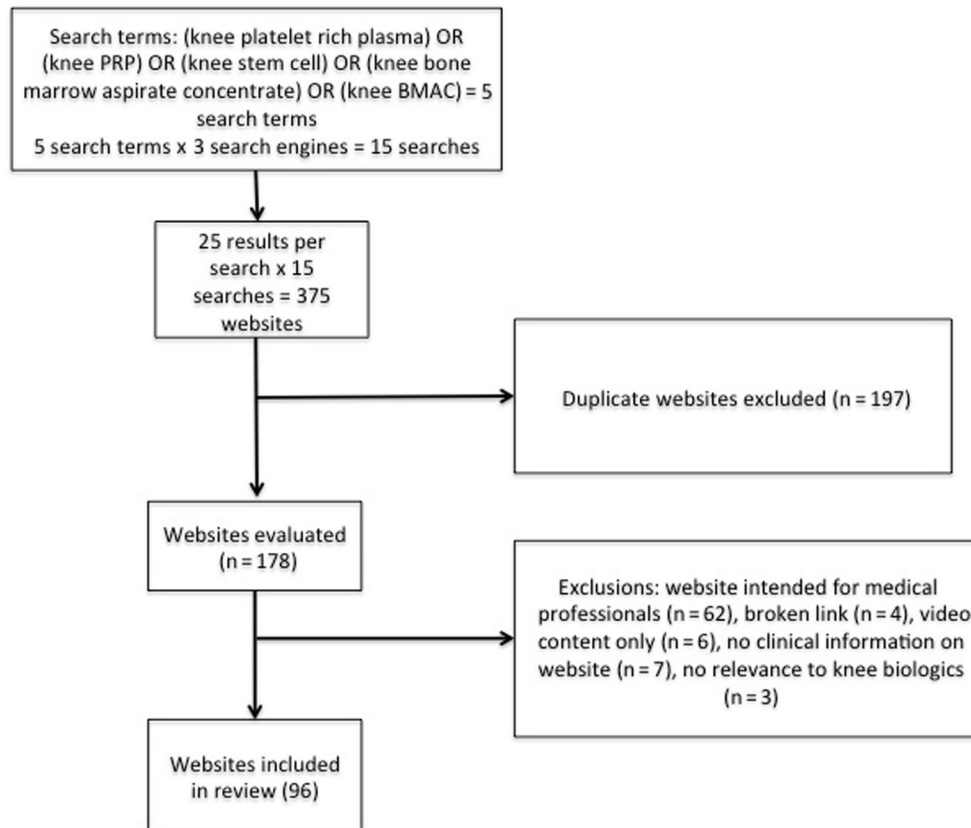 Search terms: (knee platelet rich plasma) OR
(knee PRP) OR (knee stem cell) OR (knee bone
marrow aspirate concentrate) OR (knee BMAC) = 5
search terms
5 search terms x 3 search engines = 15 searches
25 results per
search x 15
searches = 375
websites
Duplicate websites excluded (n = 197)
Websites evaluated
(n = 178)
Exclusions: website intended for medical
professionals (n = 62), broken link (n = 4), video
content only (n = 6), no clinical information on
website (n = 7), no relevance to knee biologics
(n = 3)
Websites included
in review (96)